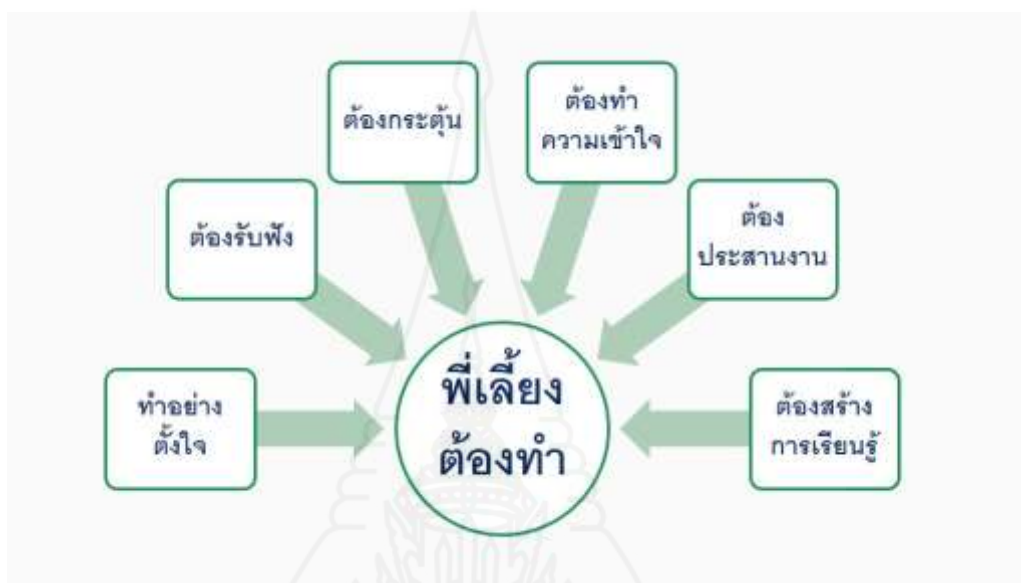 ต้องกระตุ้น
ต้องทำ
ความเข้าใจ
ต้องรับฟัง
ต้อง
ประสานงาน
ทำอย่าง
ตั้งใจ
พี่เลี้ยง
ต้องทำ
ต้องสร้าง
การเรียนรู้